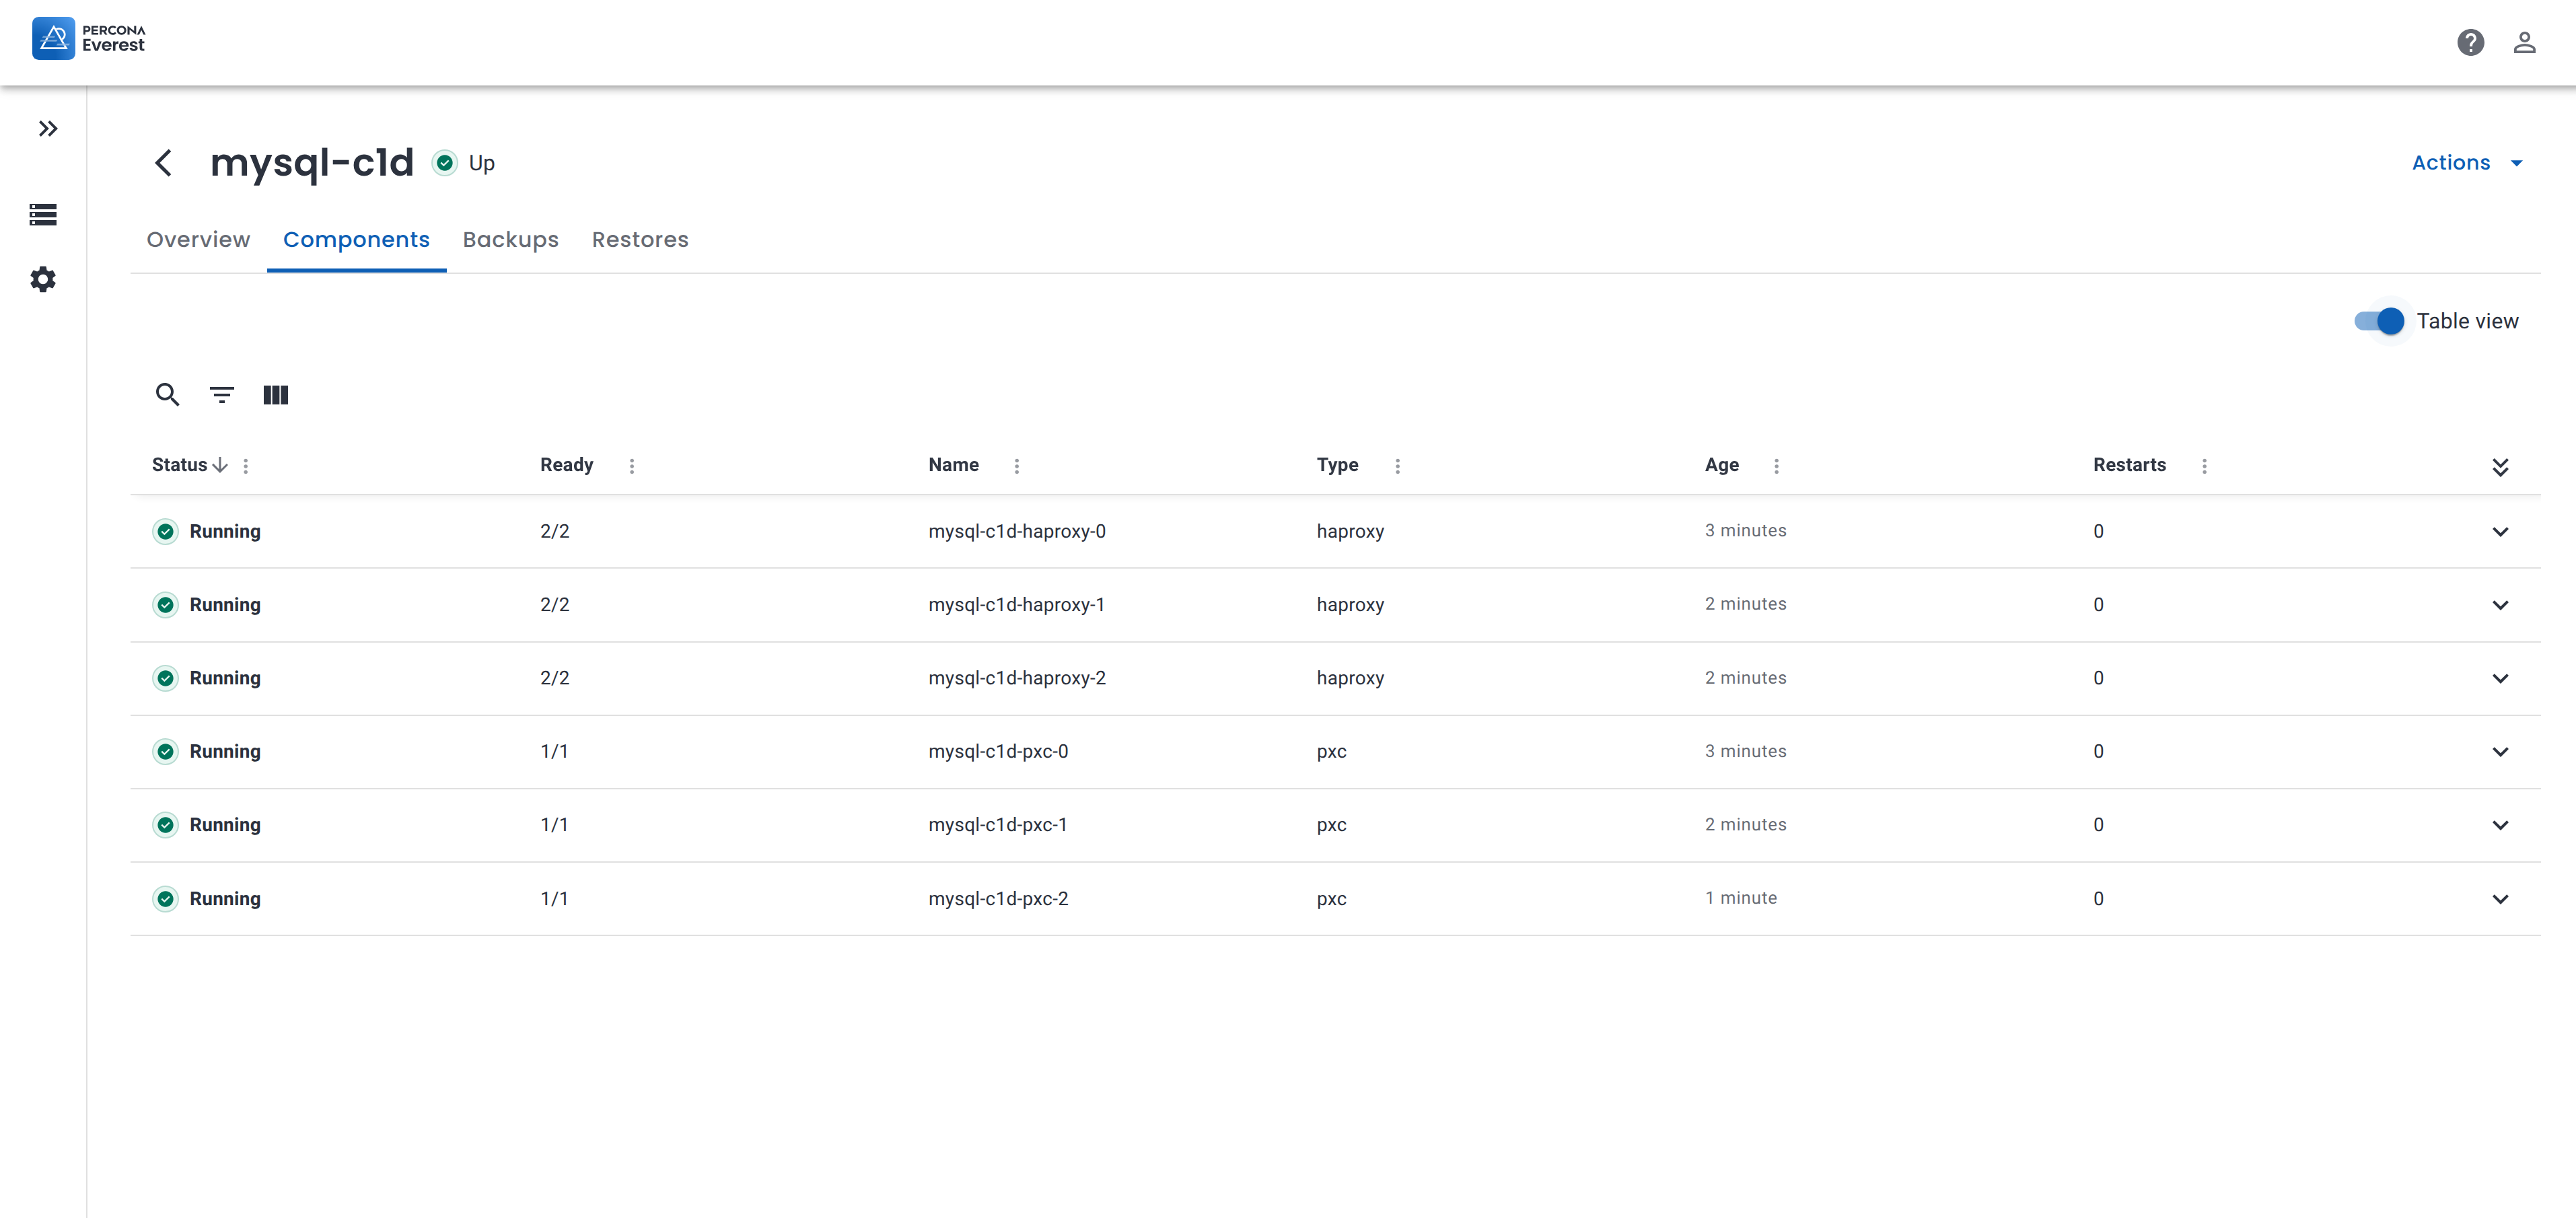 PERCONA
Everest
mysql-c1d Up Actions
Overview Components Backups Restores
Table view
Status Ready Name Type Age Restarts
Running 2/2 mysql-c1d-haproxy-0 haproxy 3 minutes 0
Running 2/2 mysql-c1d-haproxy-1 haproxy 2 minutes 0
Running 2/2 mysql-c1d-haproxy-2 haproxy 2 minutes 0
Running 1/1 mysql-c1d-pxc-0 pxc 3 minutes 0
Running 1/1 mysql-c1d-pxc-1 pxc 2 minutes 0
Running 1/1 mysql-c1d-pxc-2 pxc 1 minute 0